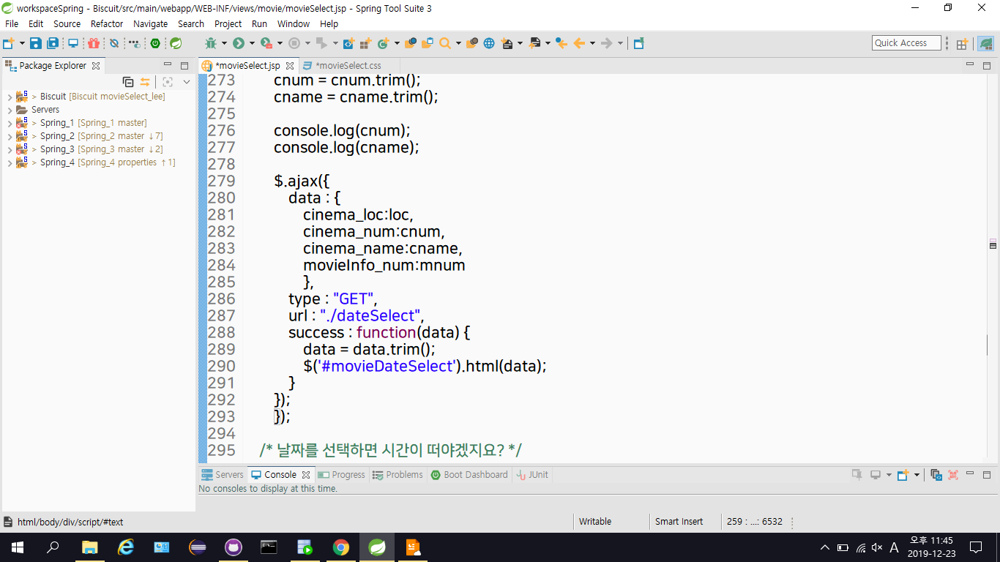 workspaceSpring - Biscuit/src/main/webapp/WEB-INF/views/movie/movieSelect.jsp - Spring Tool Suite 3
File Edit Source Refactor Navigate Search Project Run Window Help
Quick Access
Package Explorer
> Biscuit [Biscuit movieSelect_lee]
Servers
> Spring_1 [Spring_1 master]
> Spring_2 [Spring_2 master ↓7]
> Spring_3 [Spring_3 master ↓2]
> Spring_4 [Spring_4 properties ↑1]
*movieSelect.jsp *movieSelect.css
273 cnum = cnum.trim();
274 cname = cname.trim();
275
276 console.log(cnum);
277 console.log(cname);
278
279 $.ajax({
280 data : {
281 cinema_loc:loc,
282 cinema_num:cnum,
283 cinema_name:cname,
284 movieInfo_num:mnum
285 },
286 type : "GET",
287 url : "./dateSelect",
288 success : function(data) {
289 data = data.trim();
290 $('#movieDateSelect').html(data);
291 }
292 });
293 });
294
295 /* 날짜를 선택하면 시간이 떠야겠지요? */
Servers Console Progress Problems Boot Dashboard JUnit
No consoles to display at this time.
html/body/div/script/#text Writable Smart Insert 259 : ...: 6532
A
오후 11:45
2019-12-23